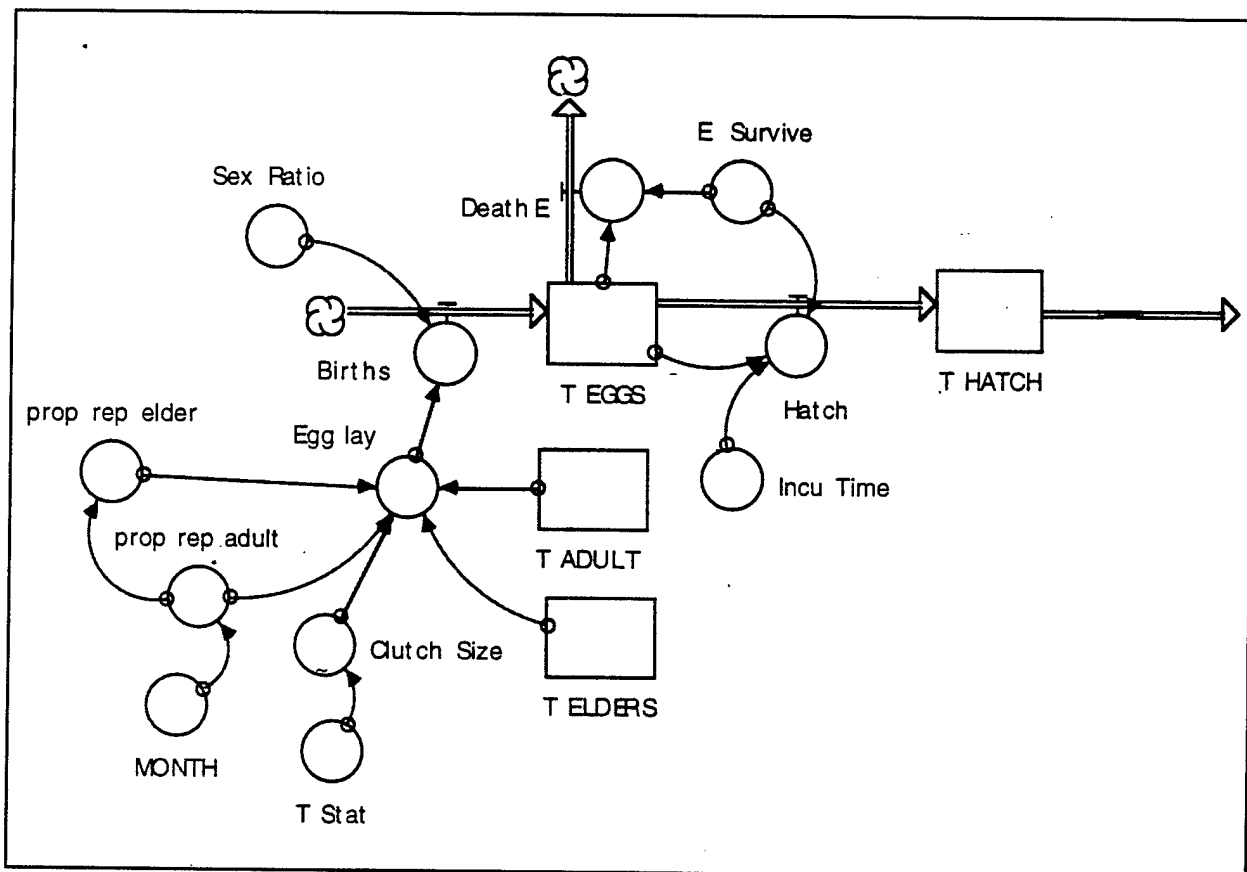 E Survive
Sex Ratio
Death E
Births
T EGGS
T HATCH
prop rep elder
Hatch
Egg lay
Incu Time
prop rep adult
T ADULT
Clutch Size
T ELDERS
MONTH
T Stat